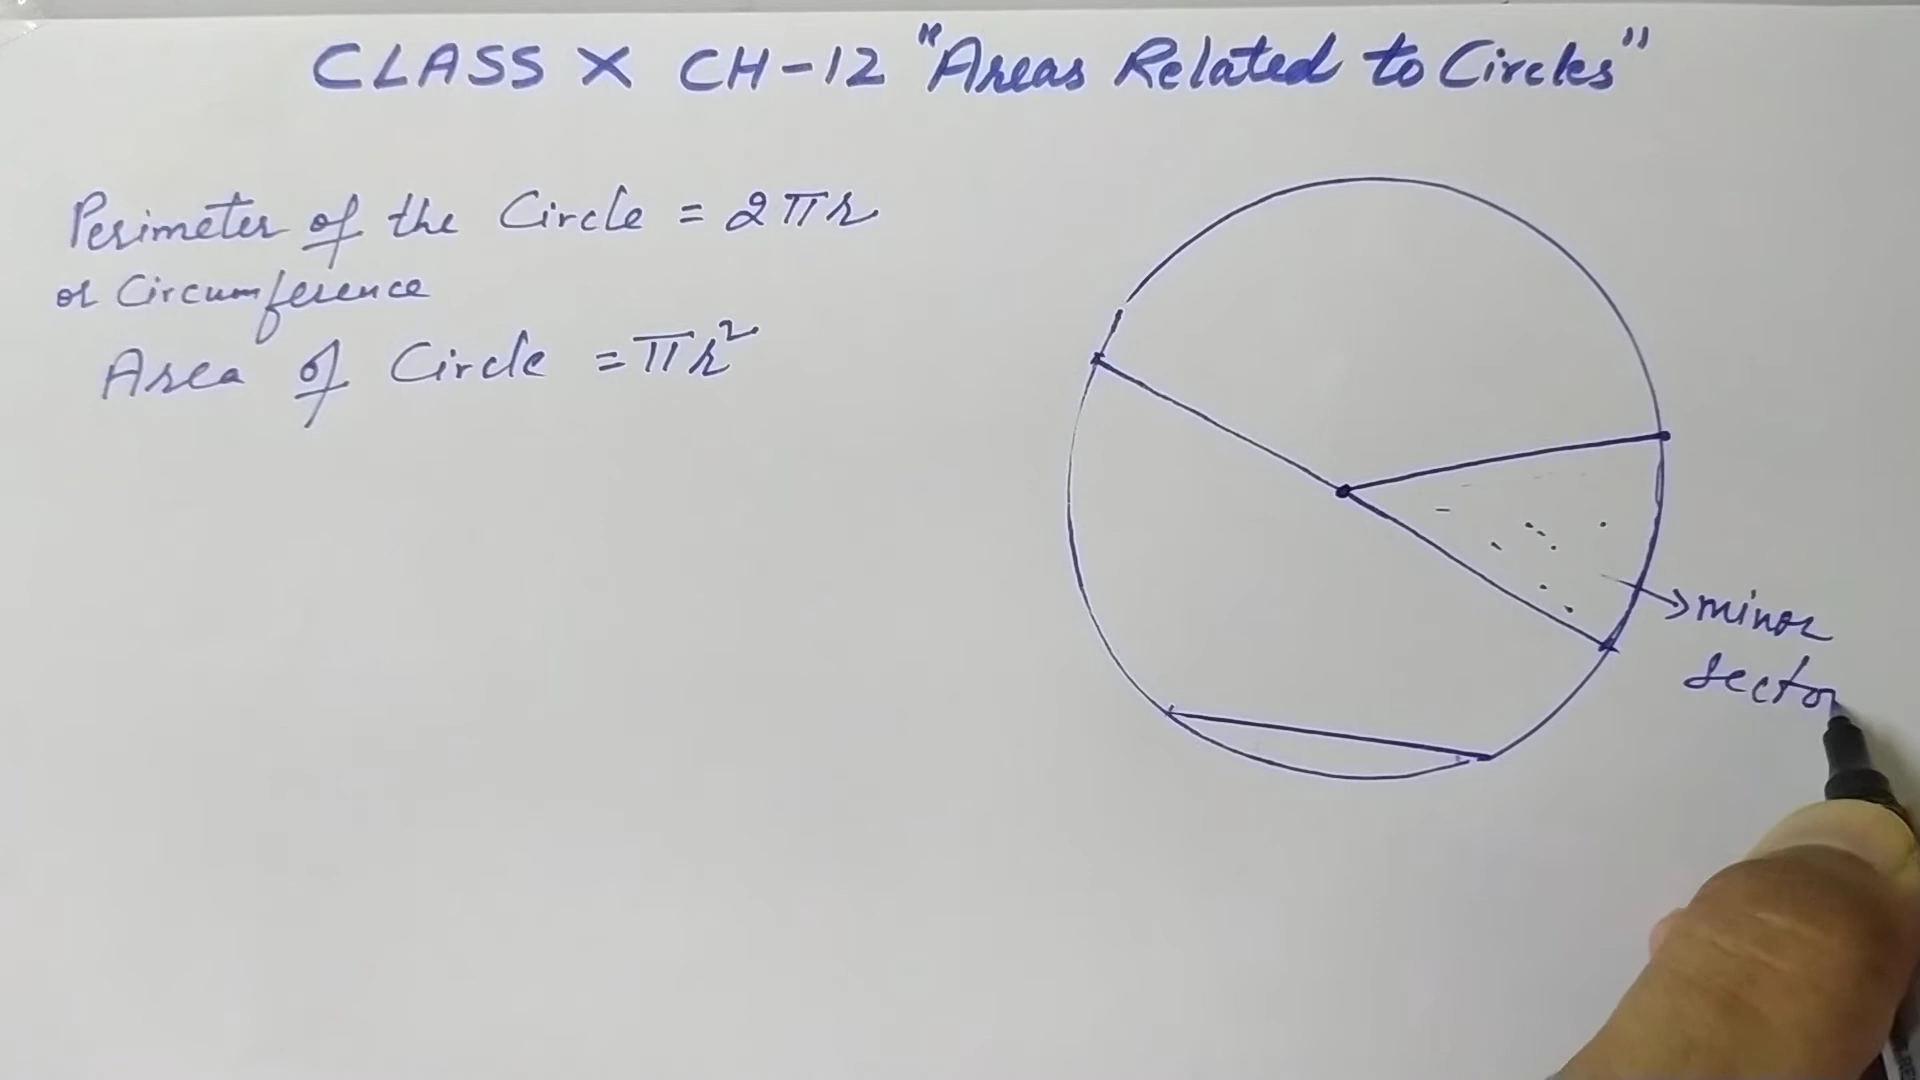 CLASS X CH-12 "Areas Related to Circles"
Perimeter of the Circle = 2πr
or Circumference
Area of Circle = πr²
minor
secto